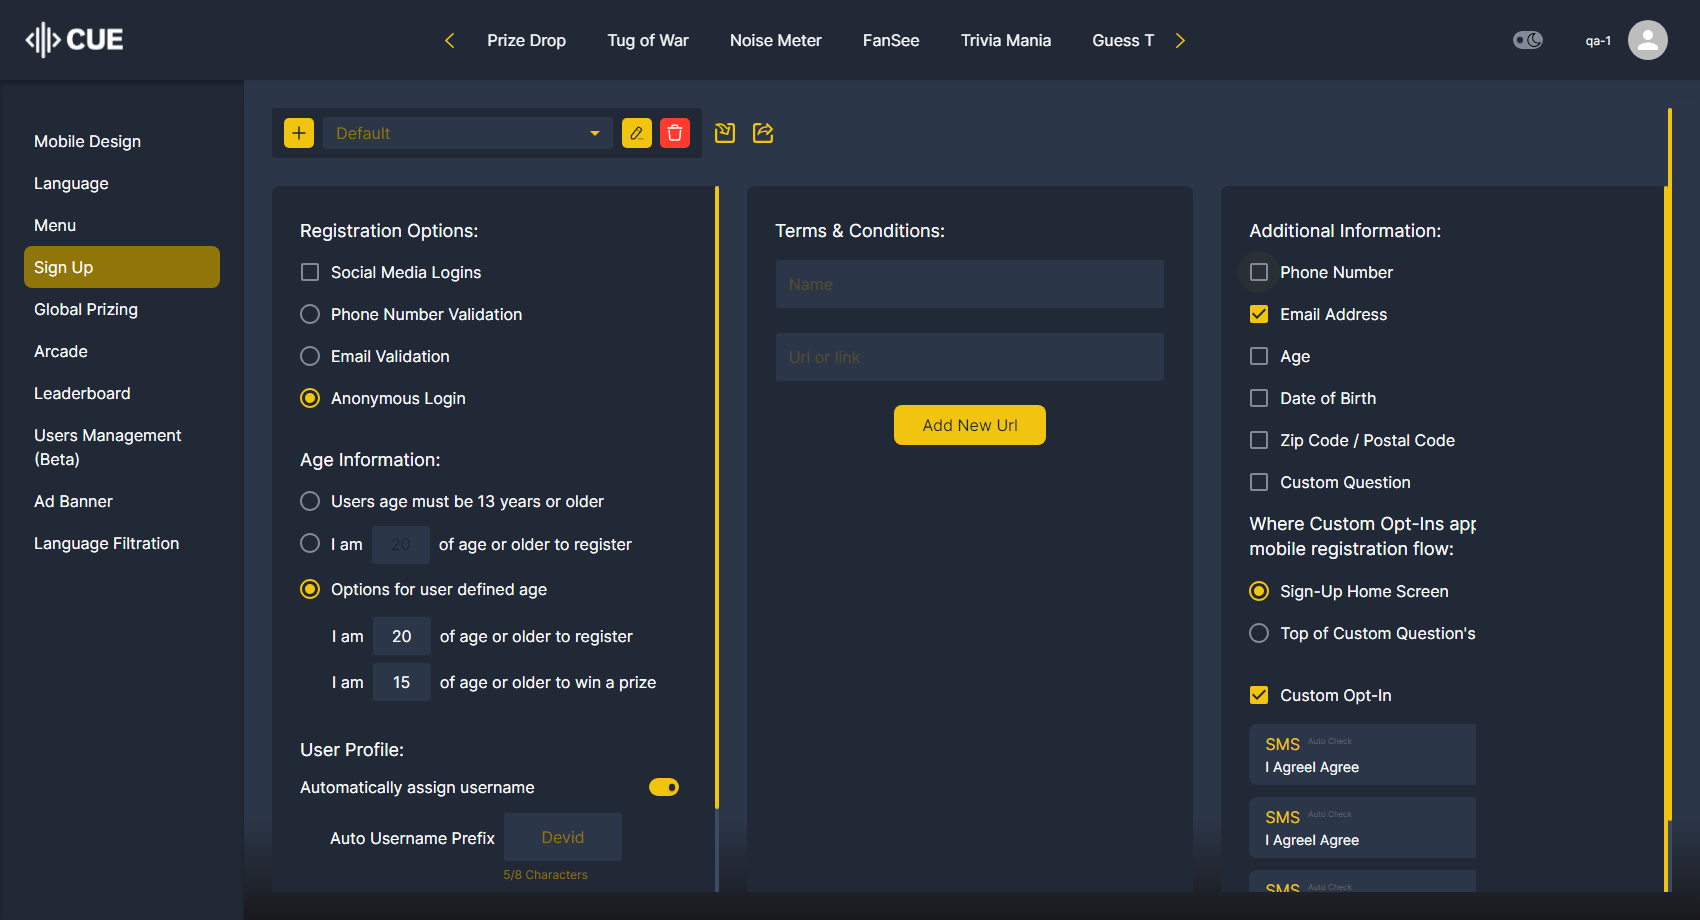 CUE
Prize Drop
Tug of War
Noise Meter
FanSee
Trivia Mania
Guess T
qa-1
Mobile Design
Language
Menu
Sign Up
Global Prizing
Arcade
Leaderboard
Users Management
(Beta)
Ad Banner
Language Filtration
Default
Registration Options:
Social Media Logins
Phone Number Validation
Email Validation
Anonymous Login
Age Information:
Users age must be 13 years or older
I am 20 of age or older to register
Options for user defined age
I am 20 of age or older to register
I am 15 of age or older to win a prize
User Profile:
Automatically assign username
Auto Username Prefix Devid
5/8 Characters
Terms & Conditions:
Name
Url or link
Add New Url
Additional Information:
Phone Number
Email Address
Age
Date of Birth
Zip Code / Postal Code
Custom Question
Where Custom Opt-Ins app
mobile registration flow:
Sign-Up Home Screen
Top of Custom Question's
Custom Opt-In
SMS Auto Check
I AgreeI Agree
SMS Auto Check
I AgreeI Agree
SMS Auto Check